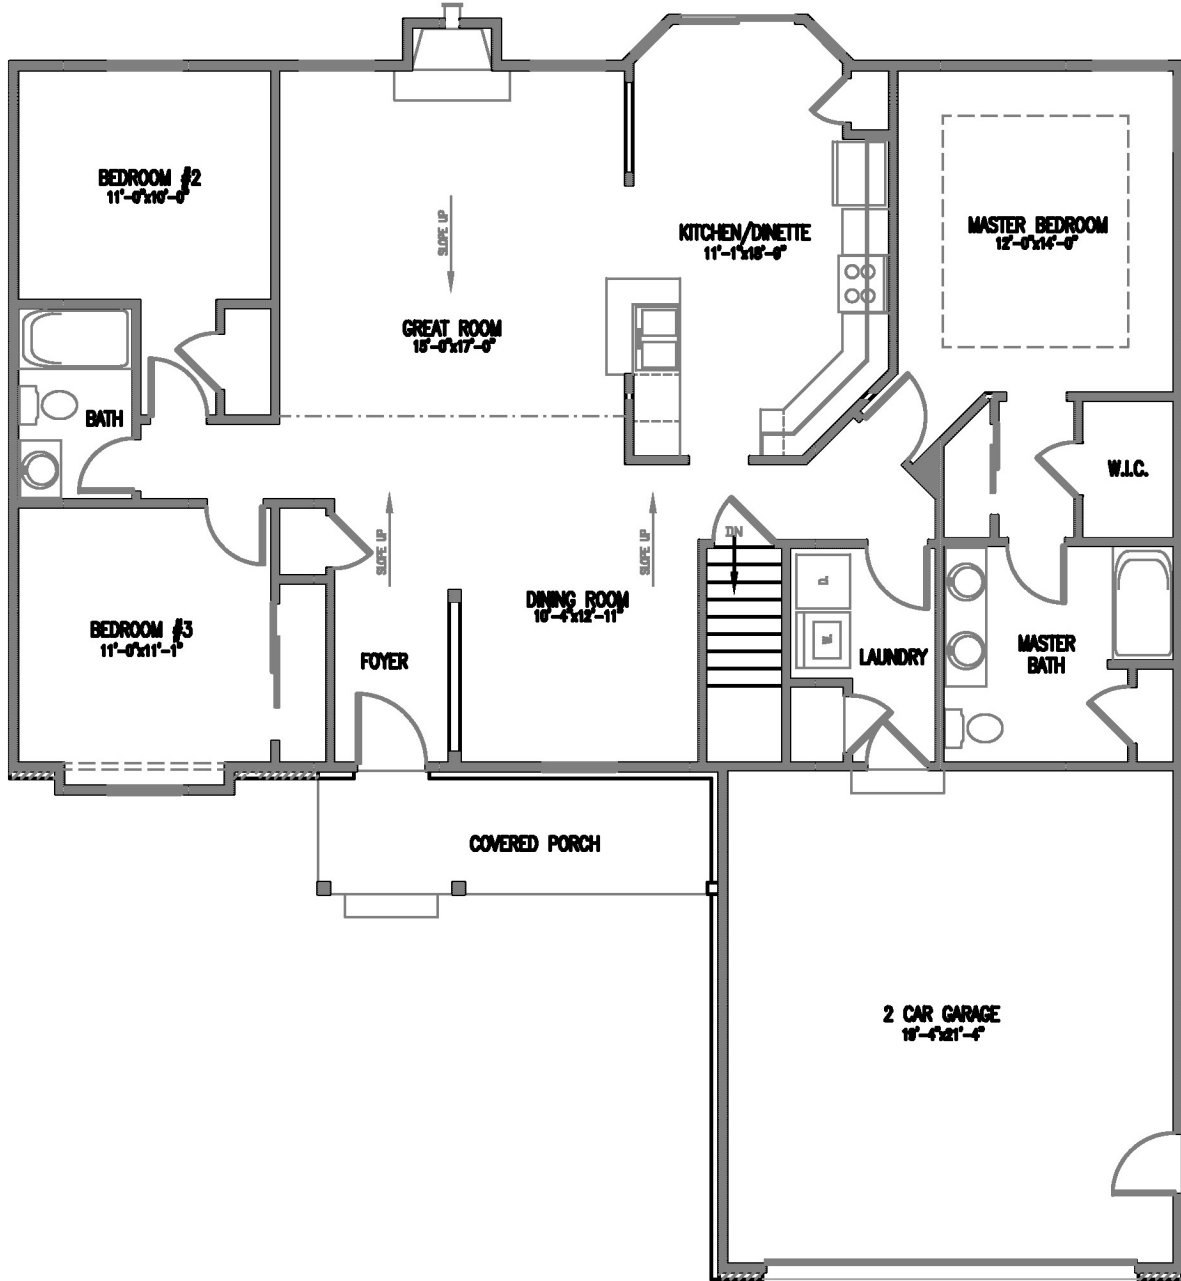 BEDROOM #2
11'-0"x10'-0"
SLOPE UP
KITCHEN/DINETTE
11'-1"x18'-6"
MASTER BEDROOM
12'-0"x14'-0"
GREAT ROOM
15'-0"x17'-0"
BATH
W.I.C.
SLOPE UP
SLOPE UP
DN
D.
W.
DINING ROOM
10'-4"x12'-11"
BEDROOM #3
11'-0"x11'-1"
FOYER
LAUNDRY
MASTER
BATH
COVERED PORCH
2 CAR GARAGE
19'-4"x21'-4"